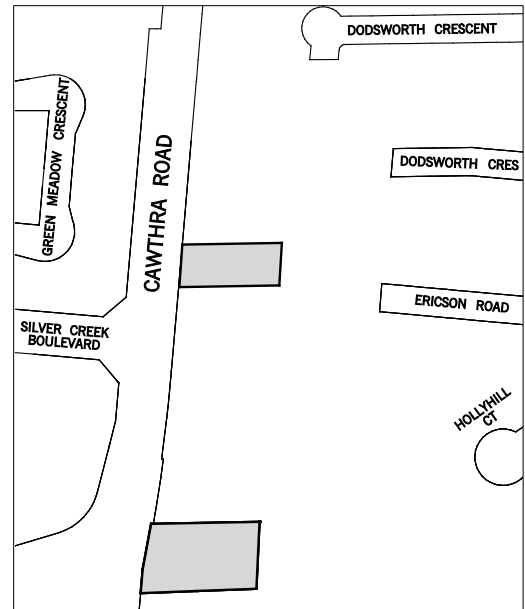 DODSWORTH CRESCENT
GREEN MEADOW CRESCENT
DODSWORTH CRES
CAWTHRA ROAD
ERICSON ROAD
SILVER CREEK
BOULEVARD
HOLLYHILL
CT